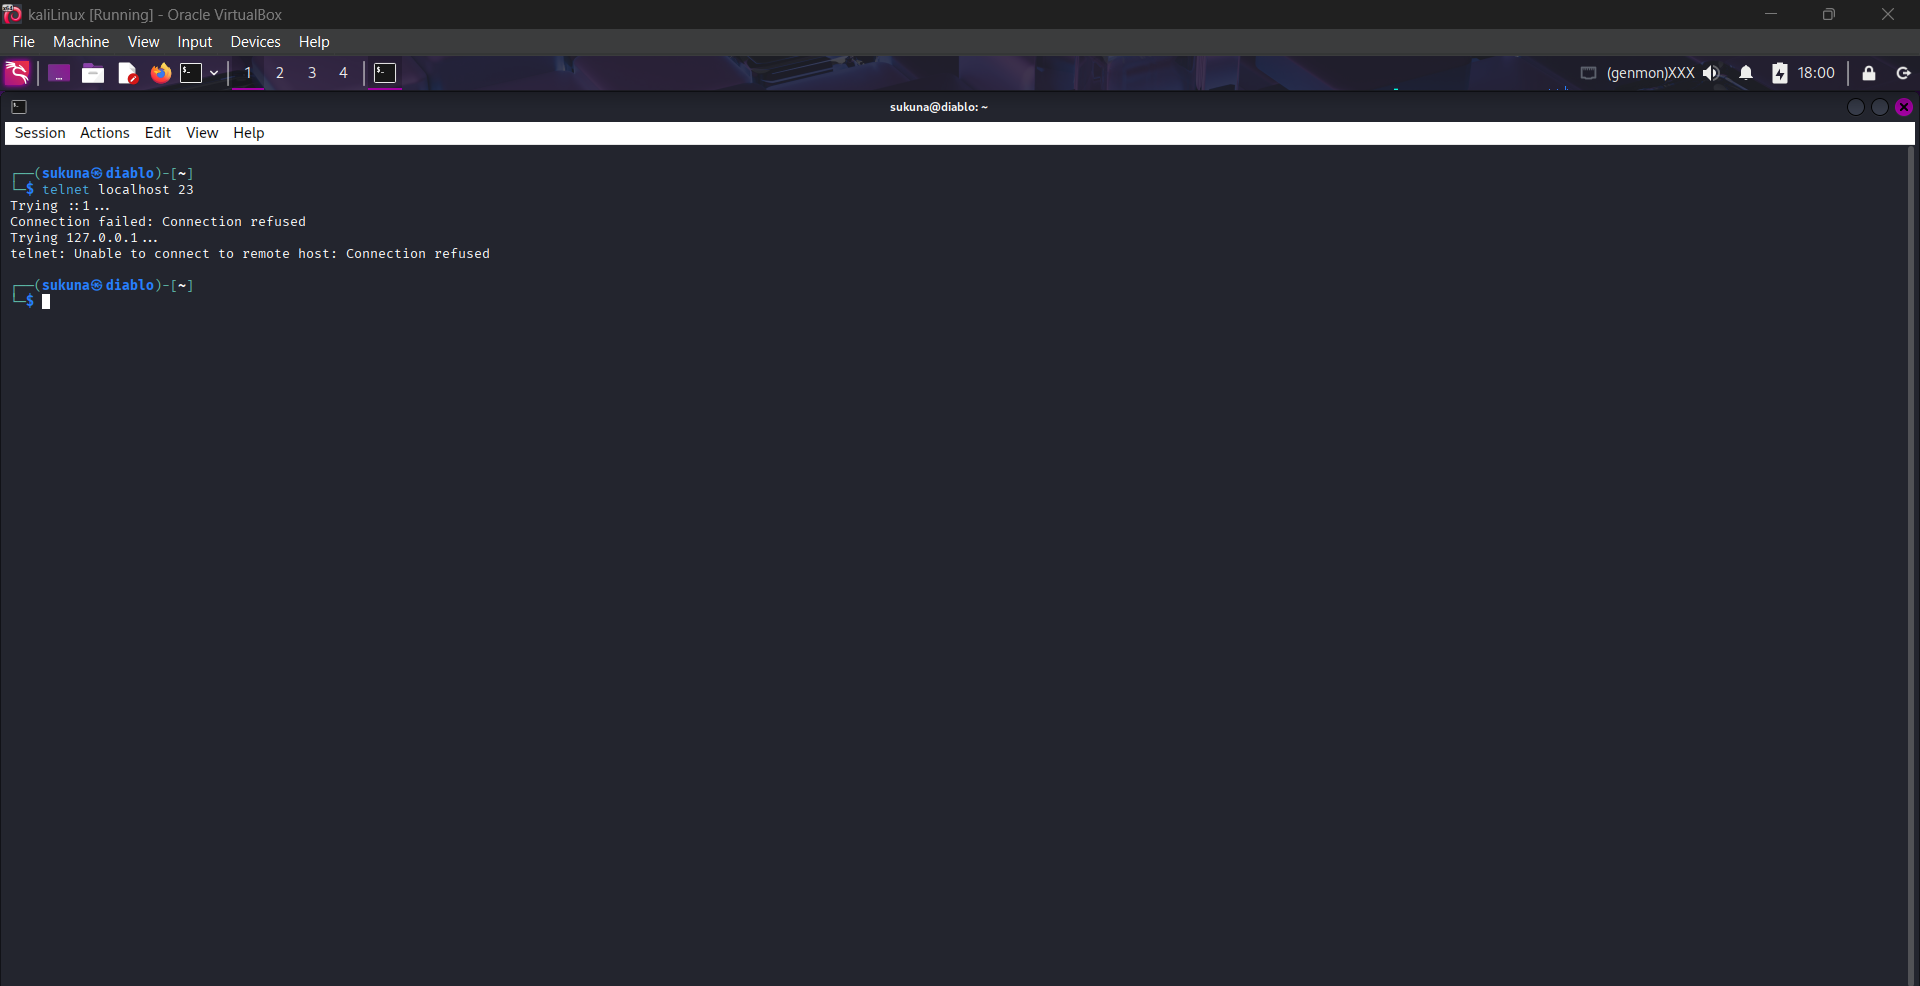 kaliLinux [Running] - Oracle VirtualBox
File Machine View Input Devices Help
1 2 3 4 (genmon)XXX 18:00
sukuna@diablo: ~
Session Actions Edit View Help
┌──(sukuna㉿diablo)-[~]
└─$ telnet localhost 23
Trying ::1...
Connection failed: Connection refused
Trying 127.0.0.1...
telnet: Unable to connect to remote host: Connection refused
┌──(sukuna㉿diablo)-[~]
└─$